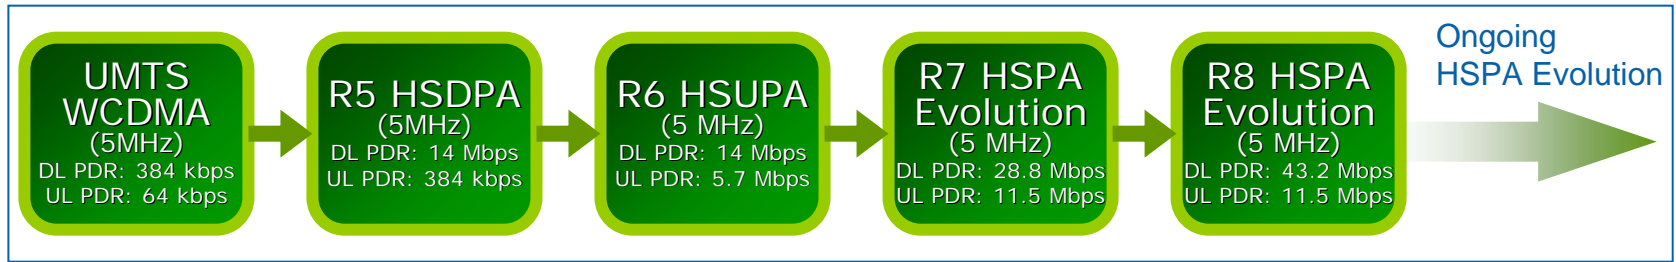 UMTS
WCDMA
(5MHz)
DL PDR: 384 kbps
UL PDR: 64 kbps
R5 HSDPA
(5MHz)
DL PDR: 14 Mbps
UL PDR: 384 kbps
R6 HSUPA
(5 MHz)
DL PDR: 14 Mbps
UL PDR: 5.7 Mbps
R7 HSPA
Evolution
(5 MHz)
DL PDR: 28.8 Mbps
UL PDR: 11.5 Mbps
R8 HSPA
Evolution
(5 MHz)
DL PDR: 43.2 Mbps
UL PDR: 11.5 Mbps
Ongoing
HSPA Evolution